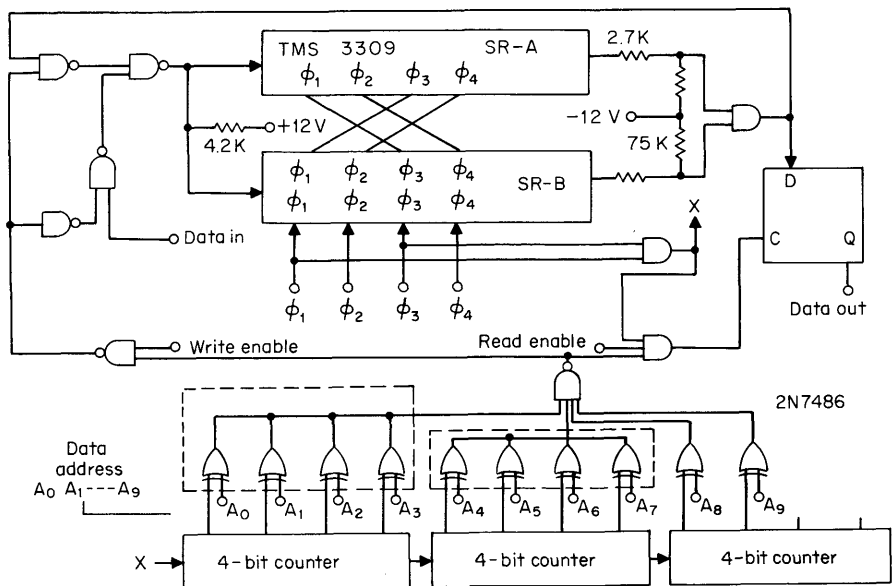 TMS 3309 SR-A
2.7 K
ϕ1 ϕ2 ϕ3 ϕ4
+12 V
4.2 K
−12 V
75 K
ϕ1 ϕ2 ϕ3 ϕ4
SR-B
ϕ1 ϕ2 ϕ3 ϕ4
D
X
Data in
C Q
ϕ1 ϕ2 ϕ3 ϕ4
Data out
Write enable
Read enable
2N7486
Data
address
A0 A1---A9
A0 A1 A2 A3 A4 A5 A6 A7 A8 A9
X 4-bit counter 4-bit counter 4-bit counter